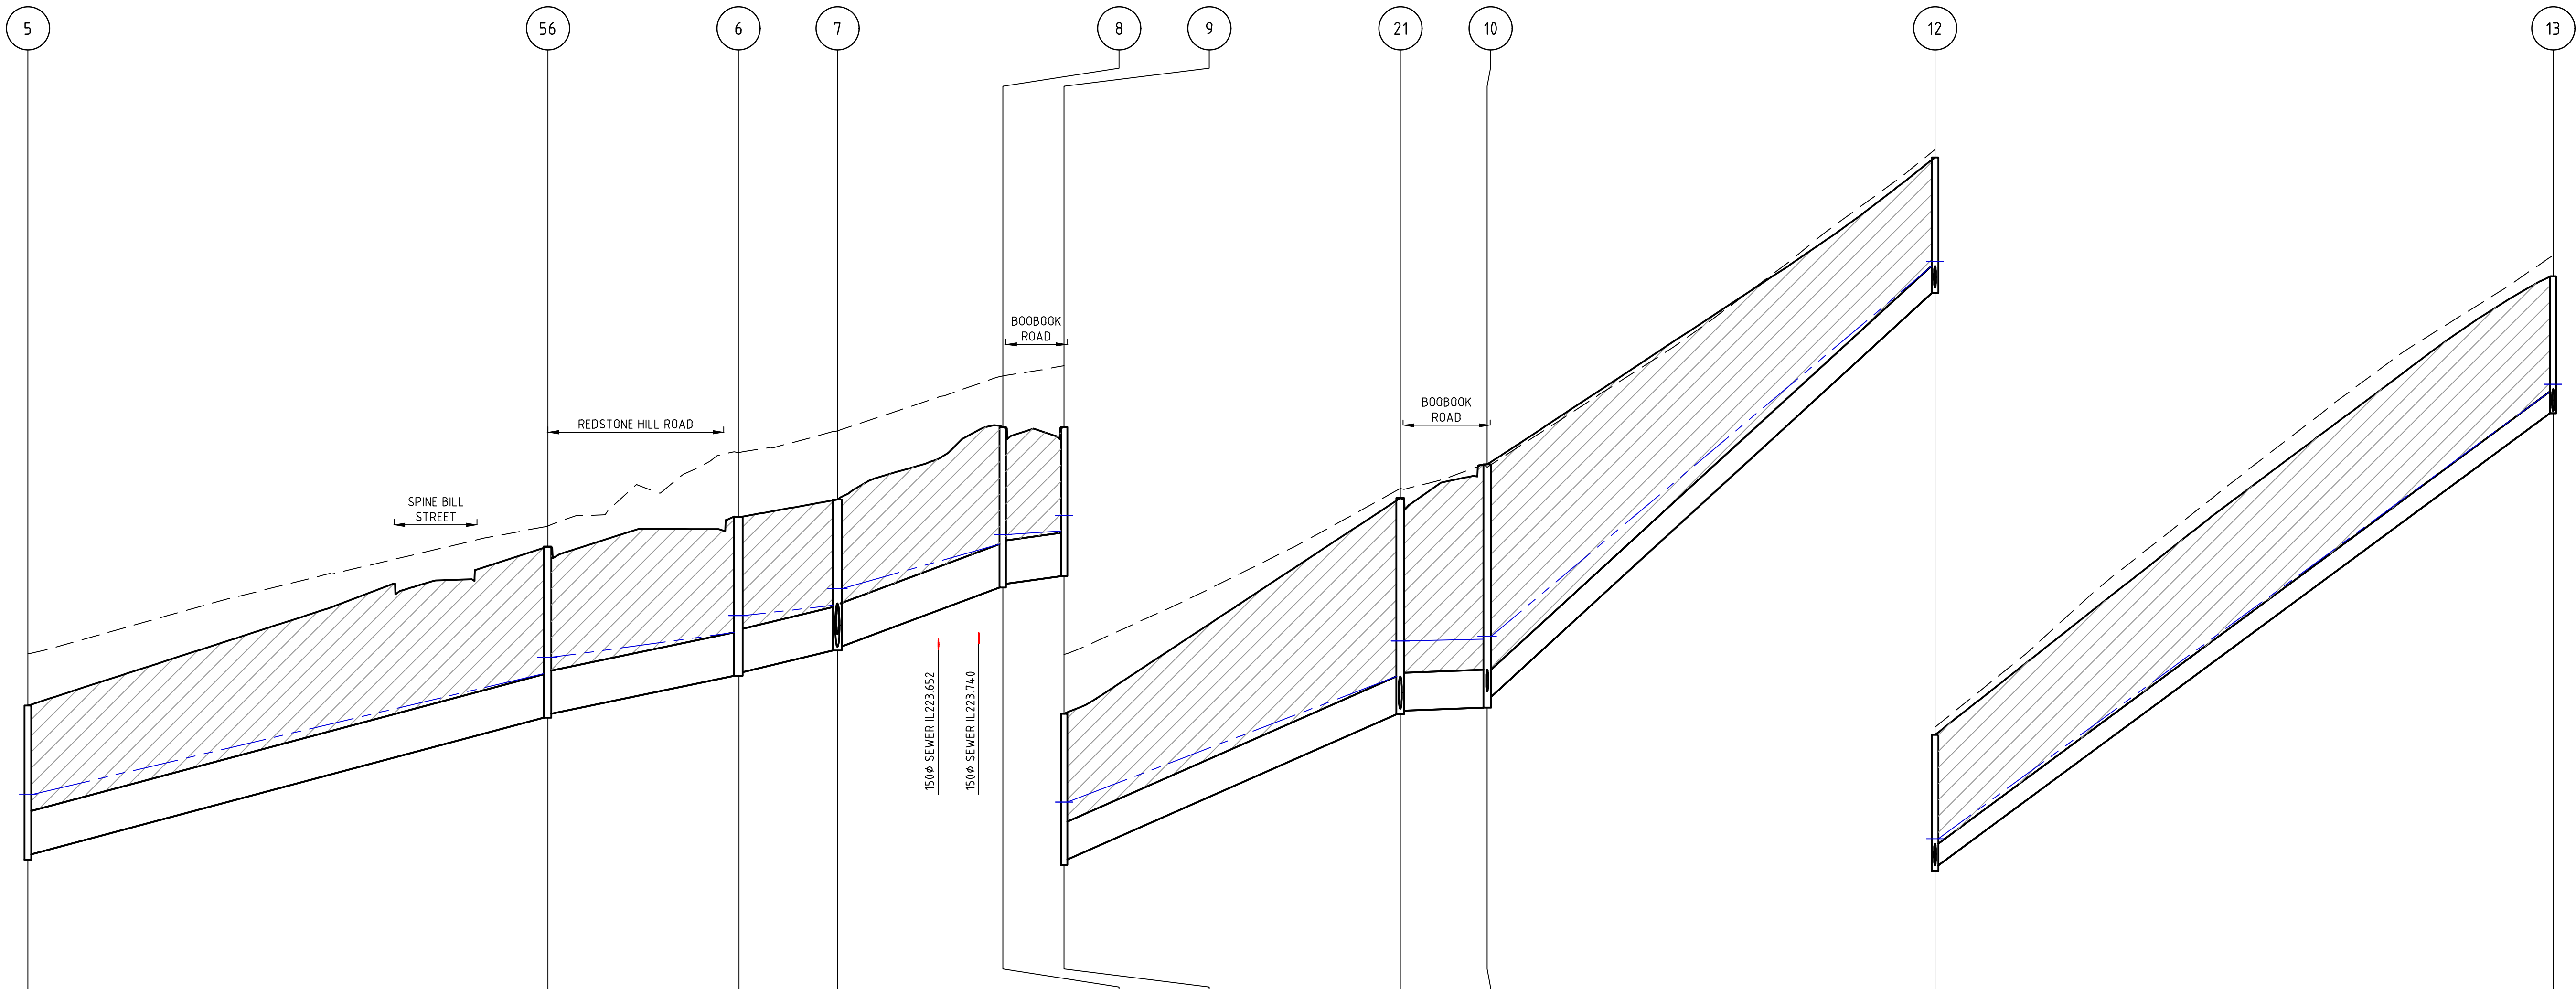 5
56
6
7
8
9
21
10
12
13
BOOBOOK
ROAD
BOOBOOK
ROAD
REDSTONE HILL ROAD
SPINE BILL
STREET
150Ø SEWER IL223.652
150Ø SEWER IL223.740